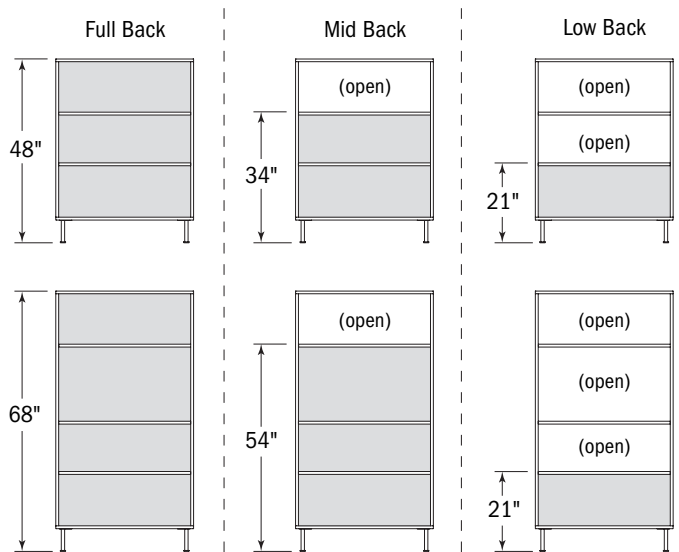 Full Back
Mid Back
Low Back
48"
(open)
34"
(open)
(open)
21"
68"
(open)
54"
(open)
(open)
(open)
21"